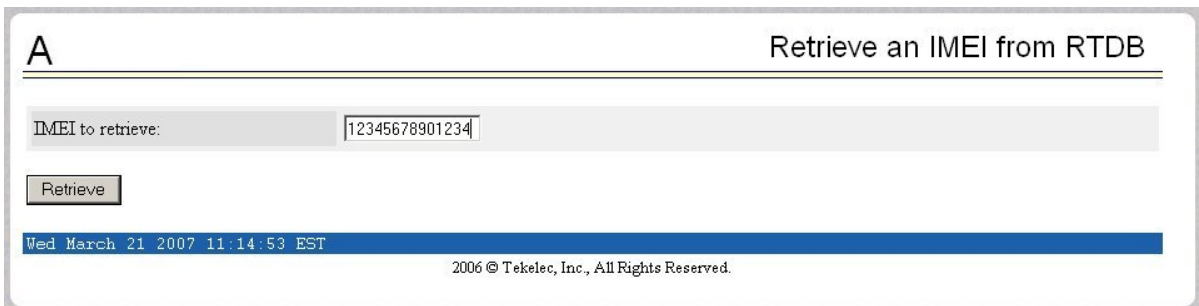 A
Retrieve an IMEI from RTDB
IMEI to retrieve:
12345678901234
Retrieve
Wed March 21 2007 11:14:53 EST
2006 © Tekelec, Inc., All Rights Reserved.